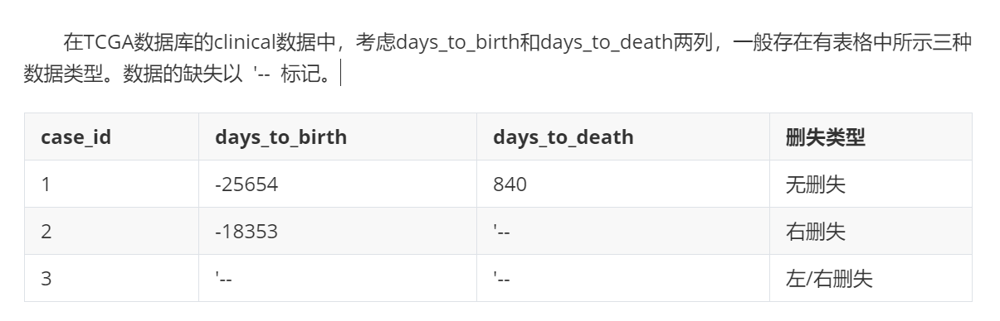 在TCGA数据库的clinical数据中，考虑days_to_birth和days_to_death两列，一般存在有表格中所示三种
数据类型。数据的缺失以 '-- 标记。
case_id days_to_birth days_to_death 删失类型
1 -25654 840 无删失
2 -18353 '-- 右删失
3 '-- '-- 左/右删失